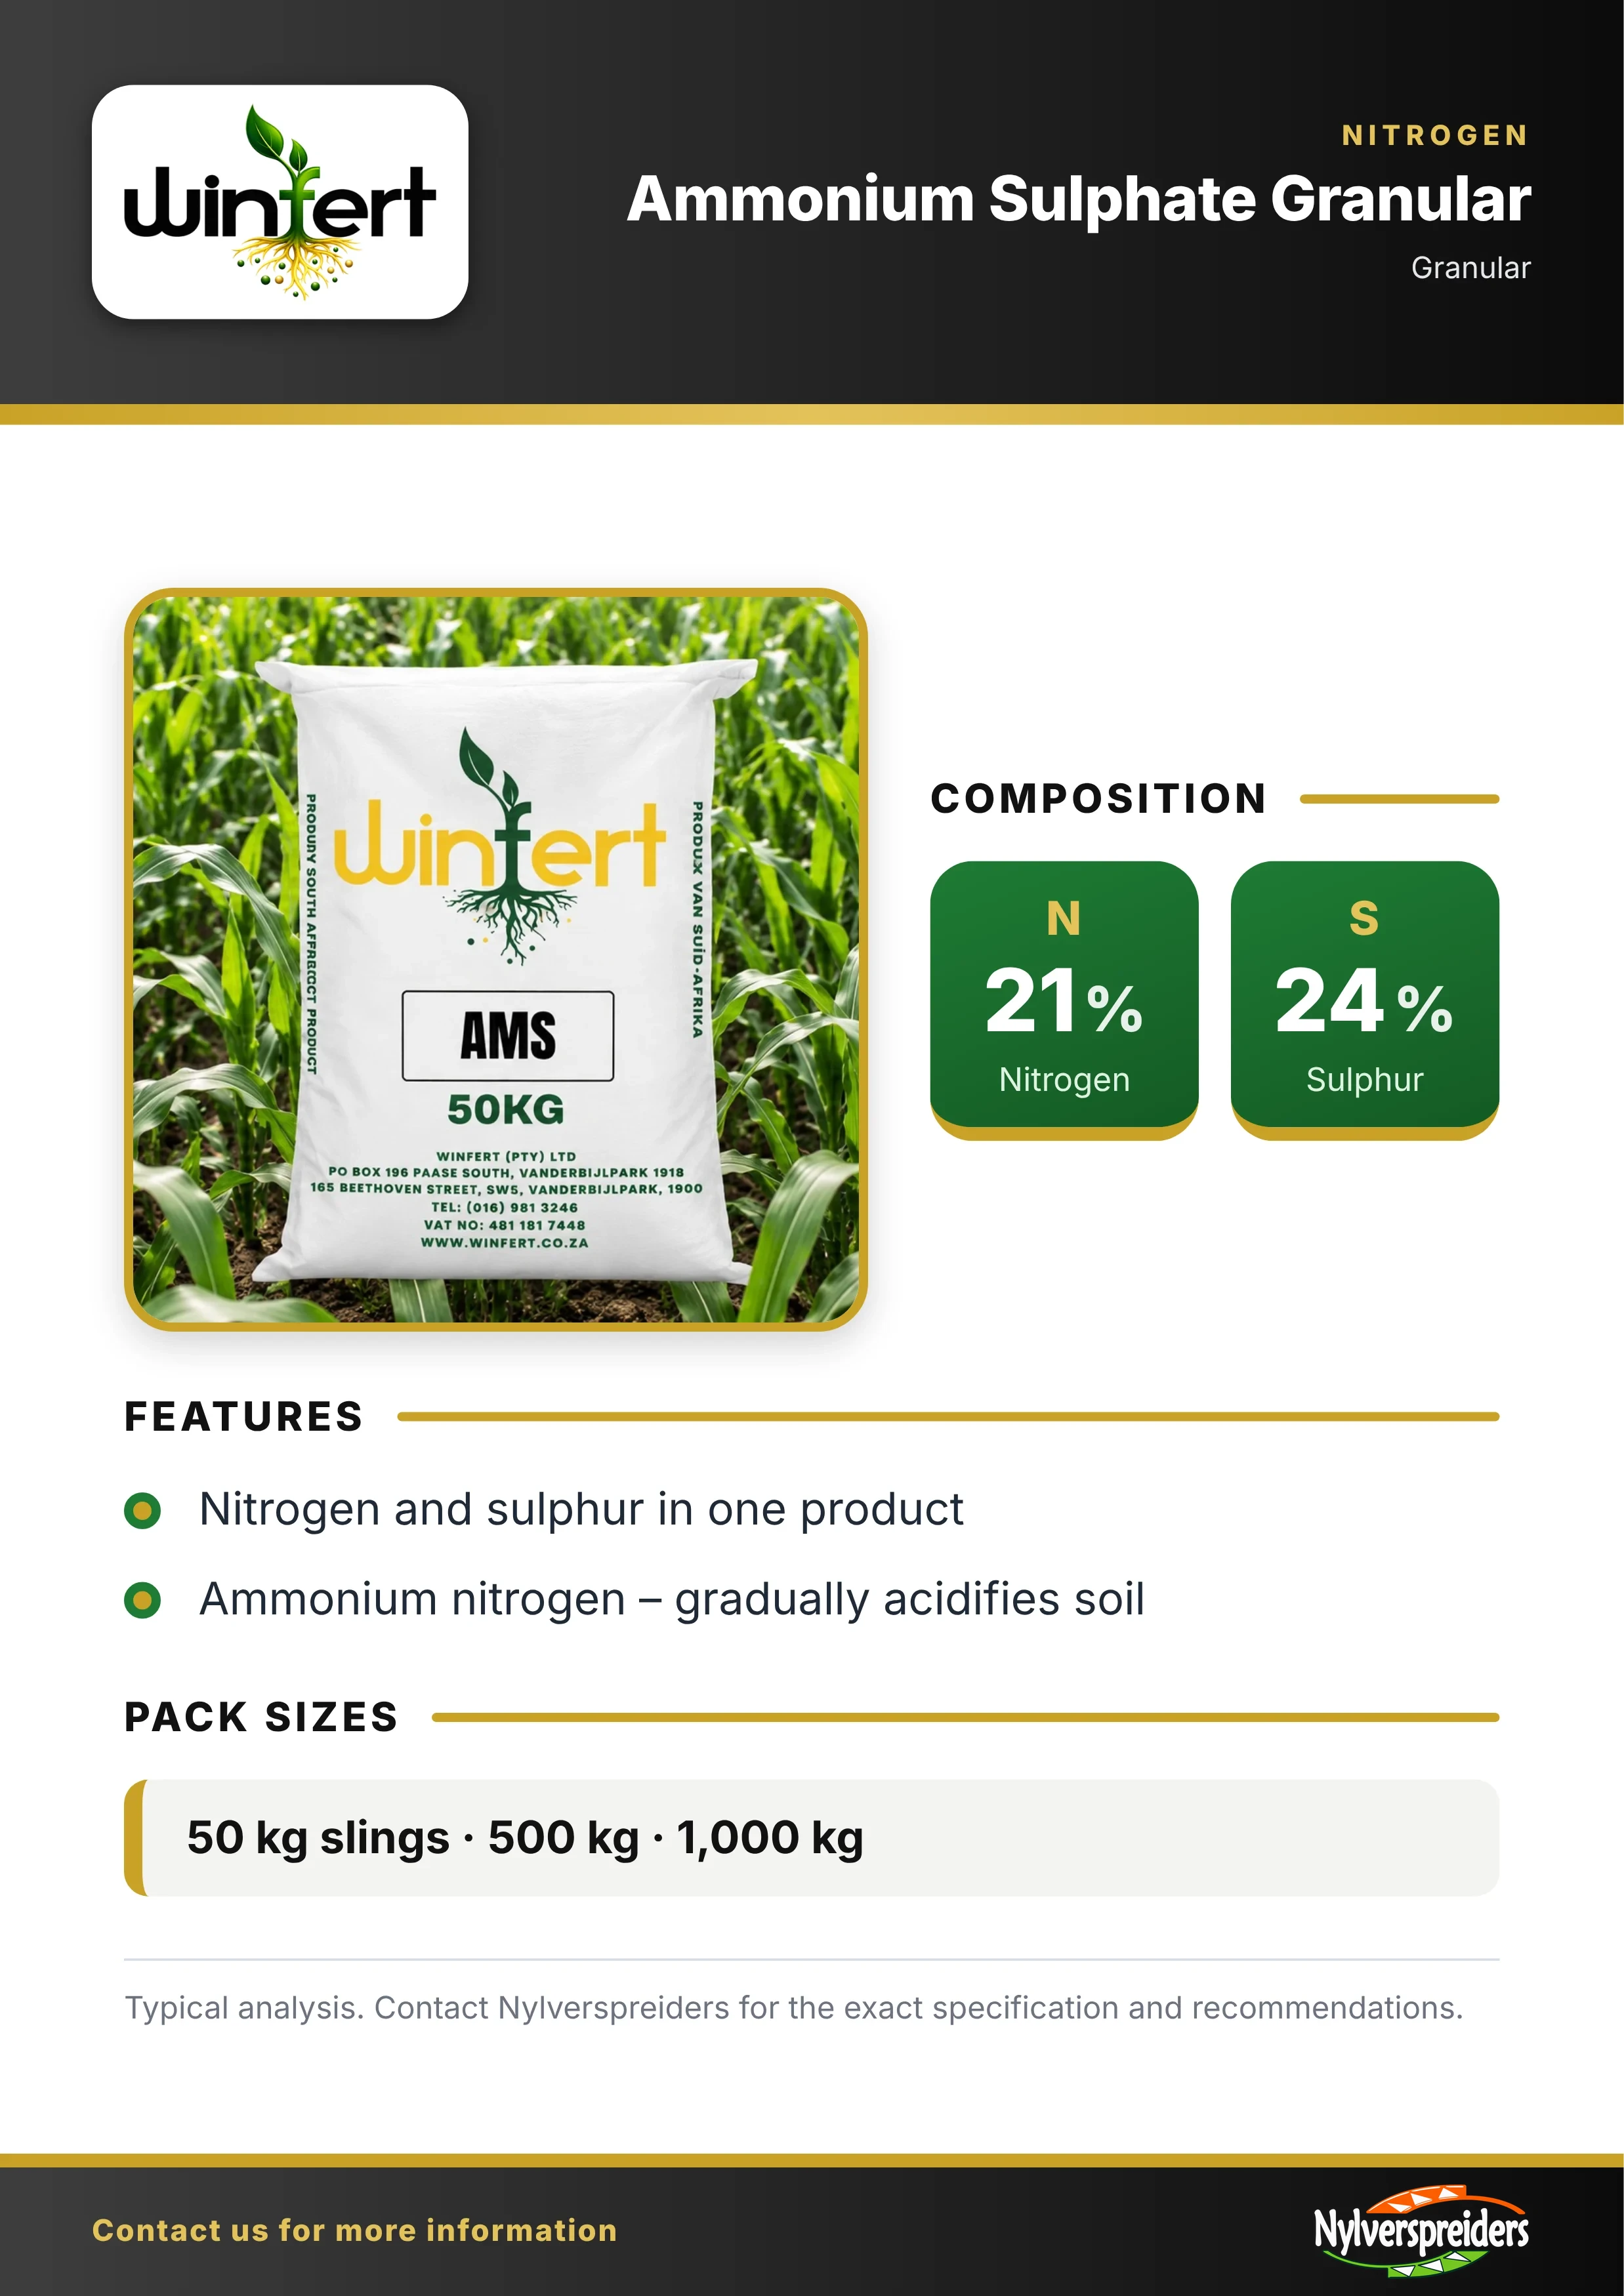 winfert
NITROGEN
Ammonium Sulphate Granular
Granular
winfert
PRODUNY SOUTH AFFRBCCT PRODUCT
PRODUX VAN SUID-AFRIKA
AMS
50KG
WINFERT (PTY) LTD
PO BOX 196 PAASE SOUTH, VANDERBIJLPARK 1918
165 BEETHOVEN STREET, SW5, VANDERBIJLPARK, 1900
TEL: (016) 981 3246
VAT NO: 481 181 7448
WWW.WINFERT.CO.ZA
COMPOSITION
N
21%
Nitrogen
S
24%
Sulphur
FEATURES
Nitrogen and sulphur in one product
Ammonium nitrogen – gradually acidifies soil
PACK SIZES
50 kg slings · 500 kg · 1,000 kg
Typical analysis. Contact Nylverspreiders for the exact specification and recommendations.
Contact us for more information
Nylverspreiders